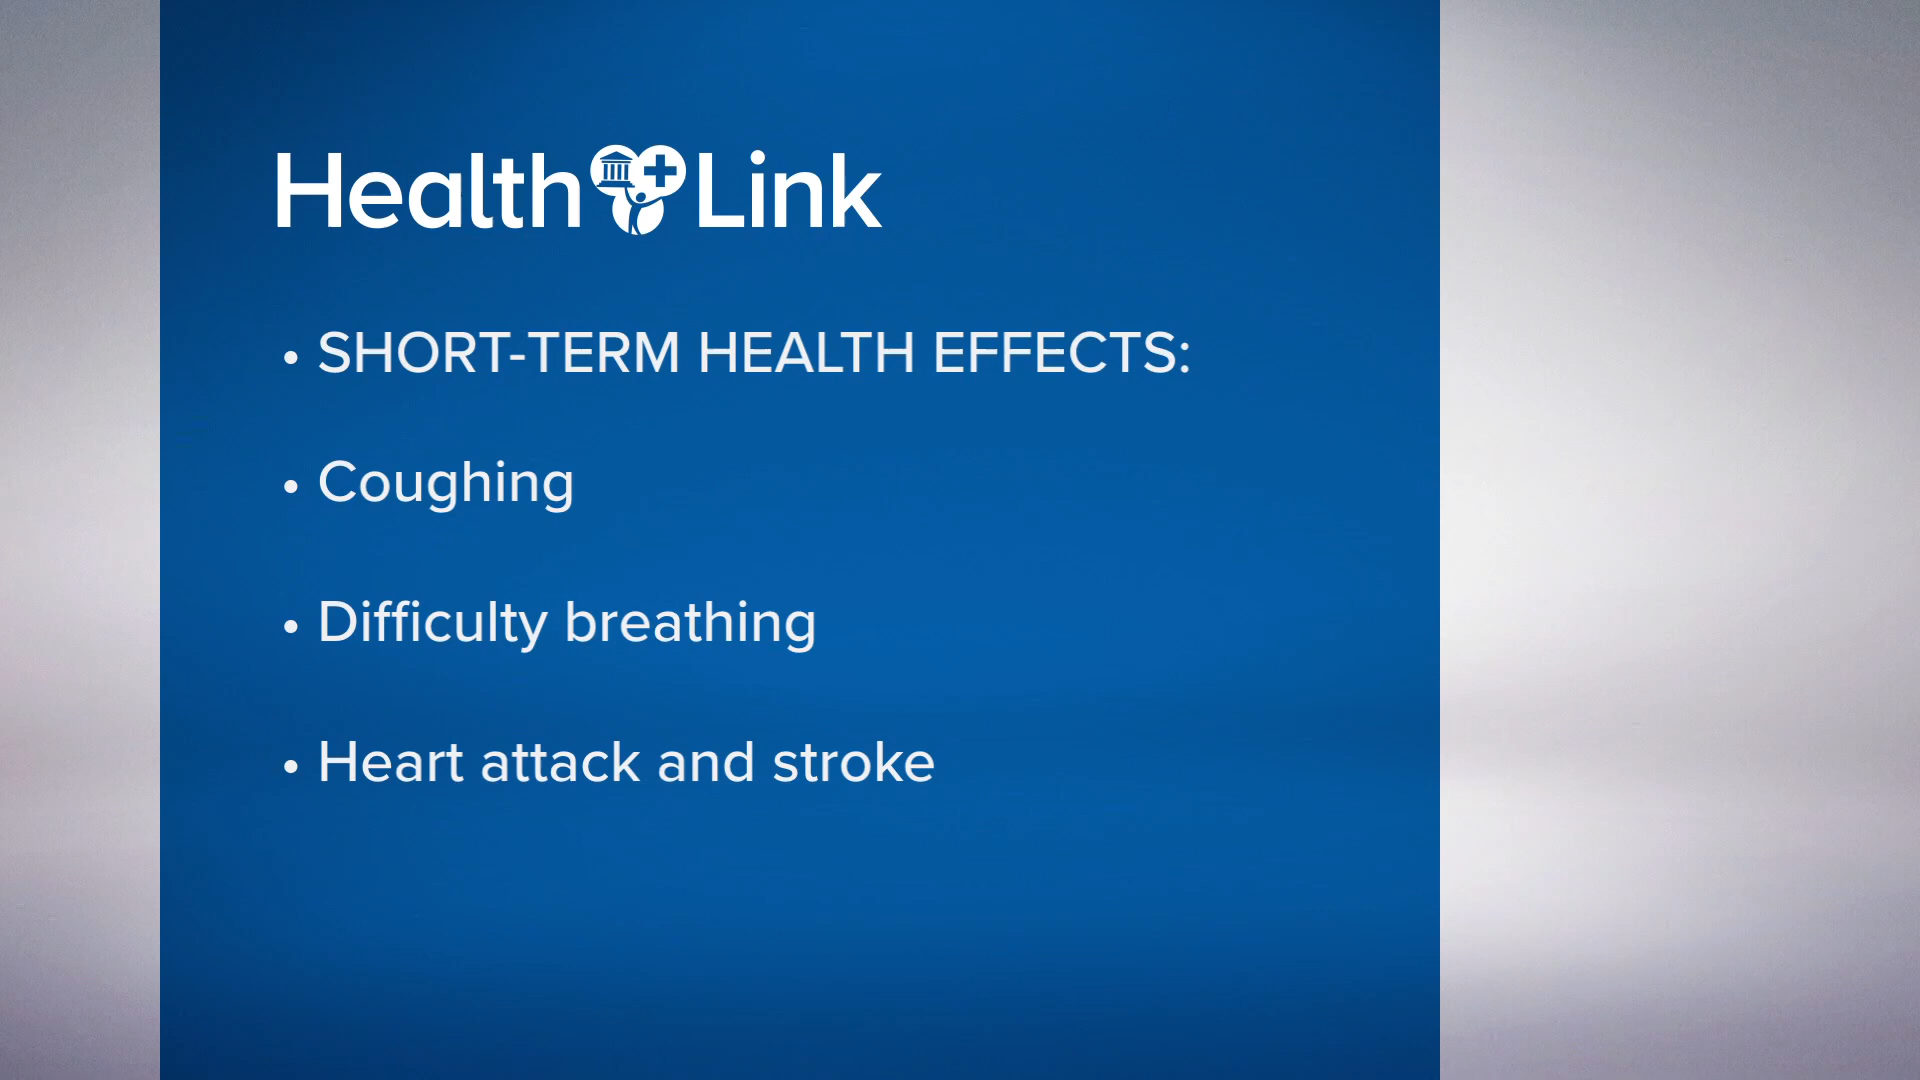 Health Link
• SHORT-TERM HEALTH EFFECTS:
• Coughing
• Difficulty breathing
• Heart attack and stroke